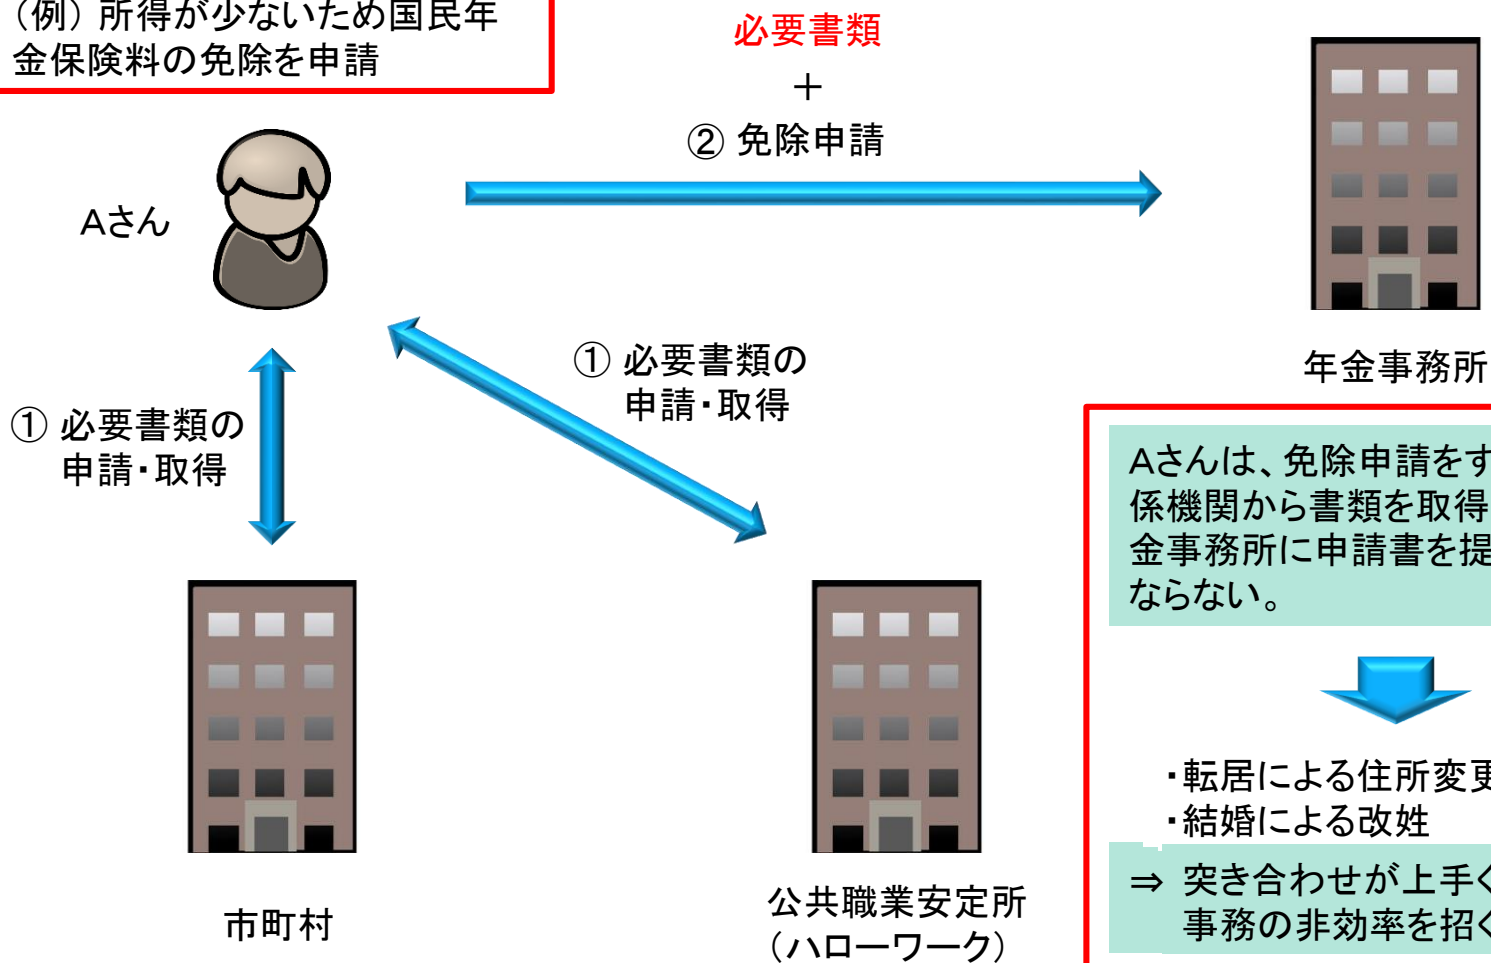 （例）所得が少ないため国民年
金保険料の免除を申請
必要書類
＋
② 免除申請
Aさん
年金事務所
① 必要書類の
申請・取得
① 必要書類の
申請・取得
市町村
公共職業安定所
（ハローワーク）
Aさんは、免除申請をす
係機関から書類を取得
金事務所に申請書を提
ならない。
・転居による住所変更
・結婚による改姓
⇒ 突き合わせが上手く
事務の非効率を招く